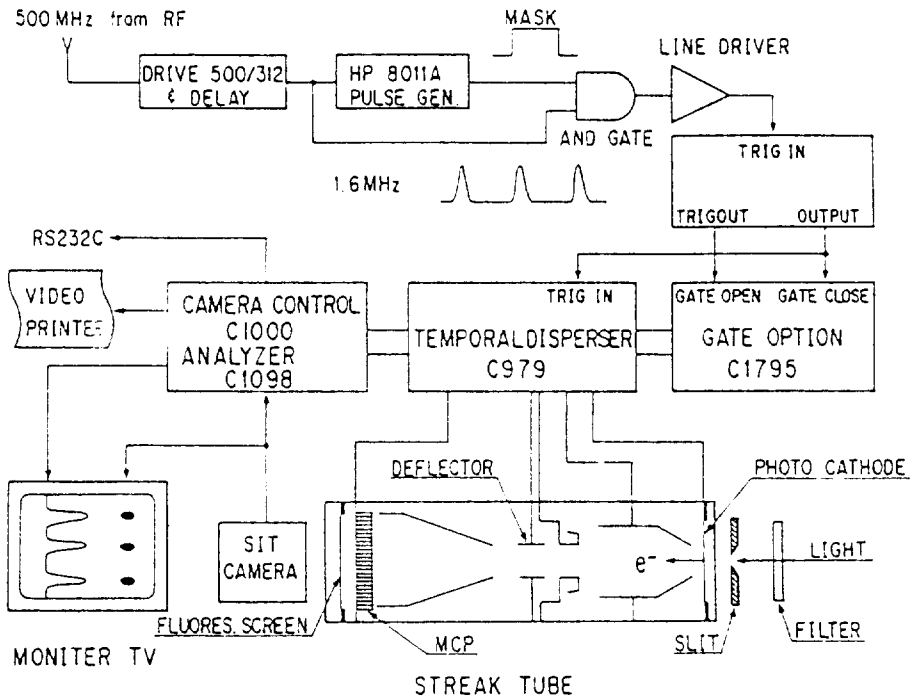 500 MHz from RF
MASK
LINE DRIVER
DRIVE 500/312
& DELAY
HP 8011A
PULSE GEN.
AND GATE
TRIG IN
1.6MHz
TRIGOUT
OUTPUT
RS232C
VIDEO
PRINTER
CAMERA CONTROL
C1000
ANALYZER
C1098
TRIG IN
TEMPORALDISPERSER
C979
GATE OPEN
GATE CLOSE
GATE OPTION
C1795
DEFLECTOR
PHOTO CATHODE
SIT
CAMERA
e-
LIGHT
FLUORES. SCREEN
MCP
SLIT
FILTER
MONITER TV
STREAK TUBE